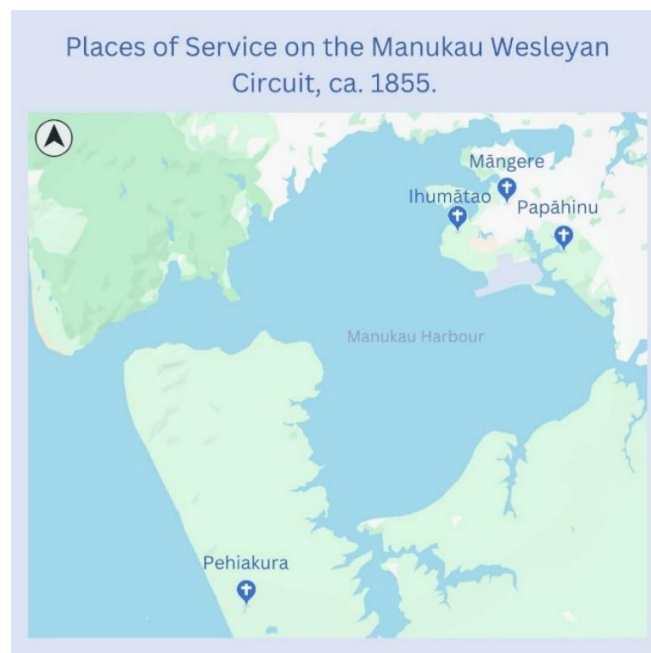 Places of Service on the Manukau Wesleyan
Circuit, ca. 1855.
Māngere
Ihumātao
Papāhinu
Manukau Harbour
Pehiakura